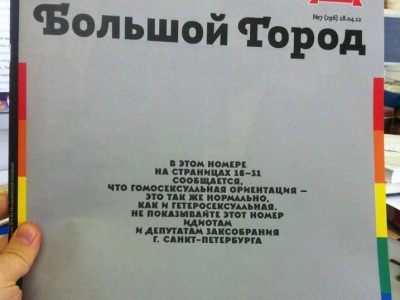 Большой Город
№7 (296) 18.04.12
В ЭТОМ НОМЕРЕ
НА СТРАНИЦАХ 18–31
СООБЩАЕТСЯ,
ЧТО ГОМОСЕКСУАЛЬНАЯ ОРИЕНТАЦИЯ —
ЭТО ТАК ЖЕ НОРМАЛЬНО,
КАК И ГЕТЕРОСЕКСУАЛЬНАЯ.
НЕ ПОКАЗЫВАЙТЕ ЭТОТ НОМЕР
ИДИОТАМ
И ДЕПУТАТАМ ЗАКСОБРАНИЯ
Г. САНКТ-ПЕТЕРБУРГА